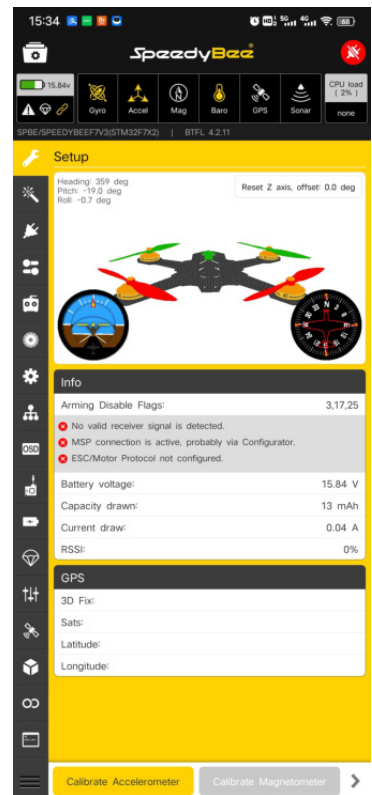 15:34
5G 4G 68
SpeedyBee
15.84v
Gyro Accel Mag Baro GPS Sonar
CPU load
( 2% )
none
SPBE/SPEEDYBEEF7V3(STM32F7X2) | BTFL 4.2.11
Setup
Heading: 359 deg
Pitch: -19.0 deg
Roll: -0.7 deg
Reset Z axis, offset: 0.0 deg
Info
Arming Disable Flags: 3,17,25
No valid receiver signal is detected.
MSP connection is active, probably via Configurator.
ESC/Motor Protocol not configured.
OSD
Battery voltage: 15.84 V
Capacity drawn: 13 mAh
Current draw: 0.04 A
RSSI: 0%
GPS
3D Fix:
Sats:
Latitude:
Longitude:
Calibrate Accelerometer Calibrate Magnetometer